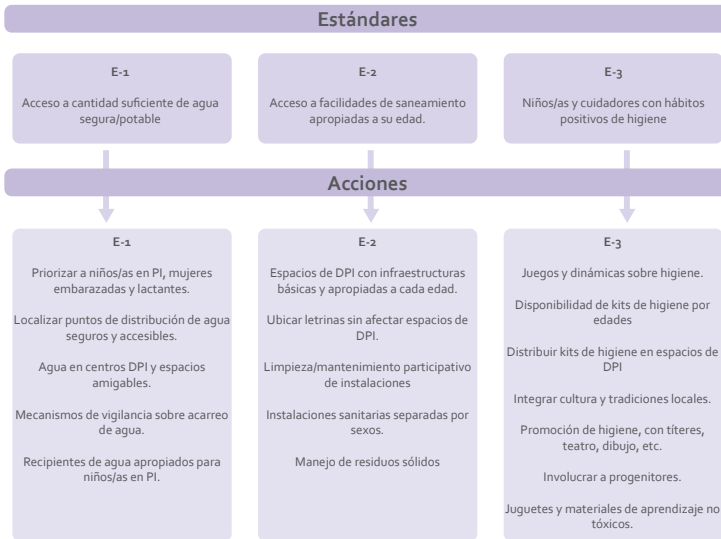 Estándares
E-1
Acceso a cantidad suficiente de agua
segura/potable
E-2
Acceso a facilidades de saneamiento
apropiadas a su edad.
E-3
Niños/as y cuidadores con hábitos
positivos de higiene
Acciones
E-1
Priorizar a niños/as en PI, mujeres
embarazadas y lactantes.
Localizar puntos de distribución de agua
seguros y accesibles.
Agua en centros DPI y espacios
amigables.
Mecanismos de vigilancia sobre acarreo
de agua.
Recipientes de agua apropiados para
niños/as en PI.
E-2
Espacios de DPI con infraestructuras
básicas y apropiadas a cada edad.
Ubicar letrinas sin afectar espacios de
DPI.
Limpieza/mantenimiento participativo
de instalaciones
Instalaciones sanitarias separadas por
sexos.
Manejo de residuos sólidos
E-3
Juegos y dinámicas sobre higiene.
Disponibilidad de kits de higiene por
edades
Distribuir kits de higiene en espacios de
DPI
Integrar cultura y tradiciones locales.
Promoción de higiene, con títeres,
teatro, dibujo, etc.
Involucrar a progenitores.
Juguetes y materiales de aprendizaje no
tóxicos.